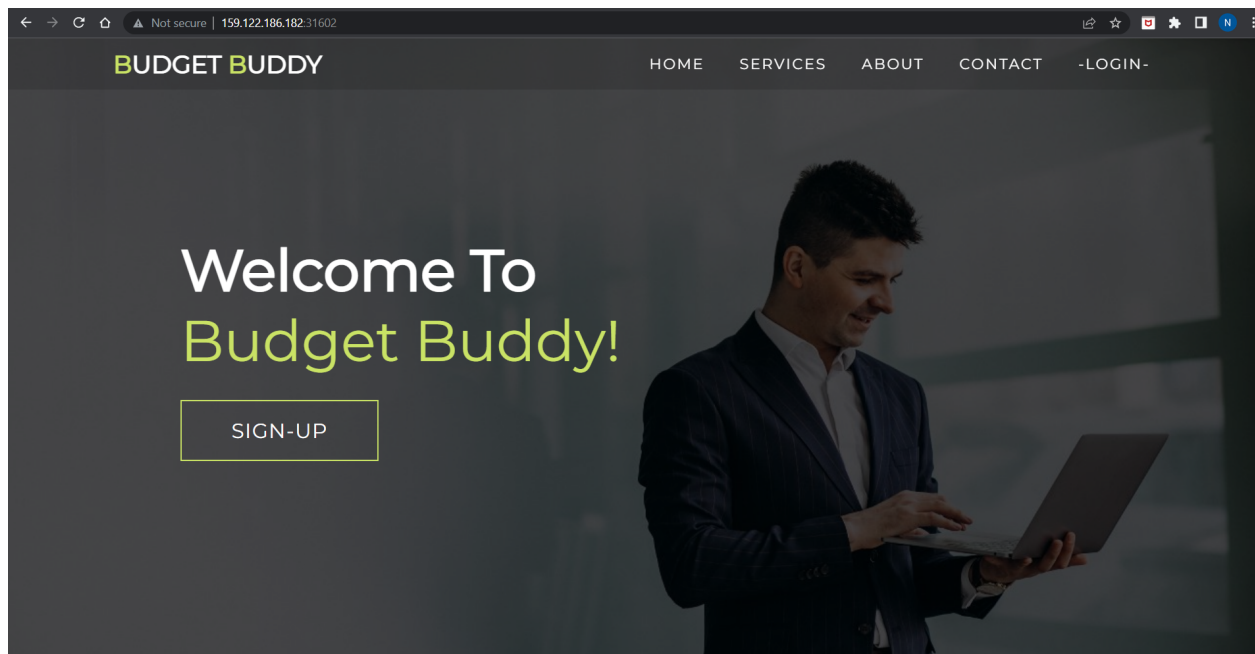 Not secure | 159.122.186.182:31602
N
BUDGET BUDDY
HOME SERVICES ABOUT CONTACT -LOGIN-
Welcome To
Budget Buddy!
SIGN-UP